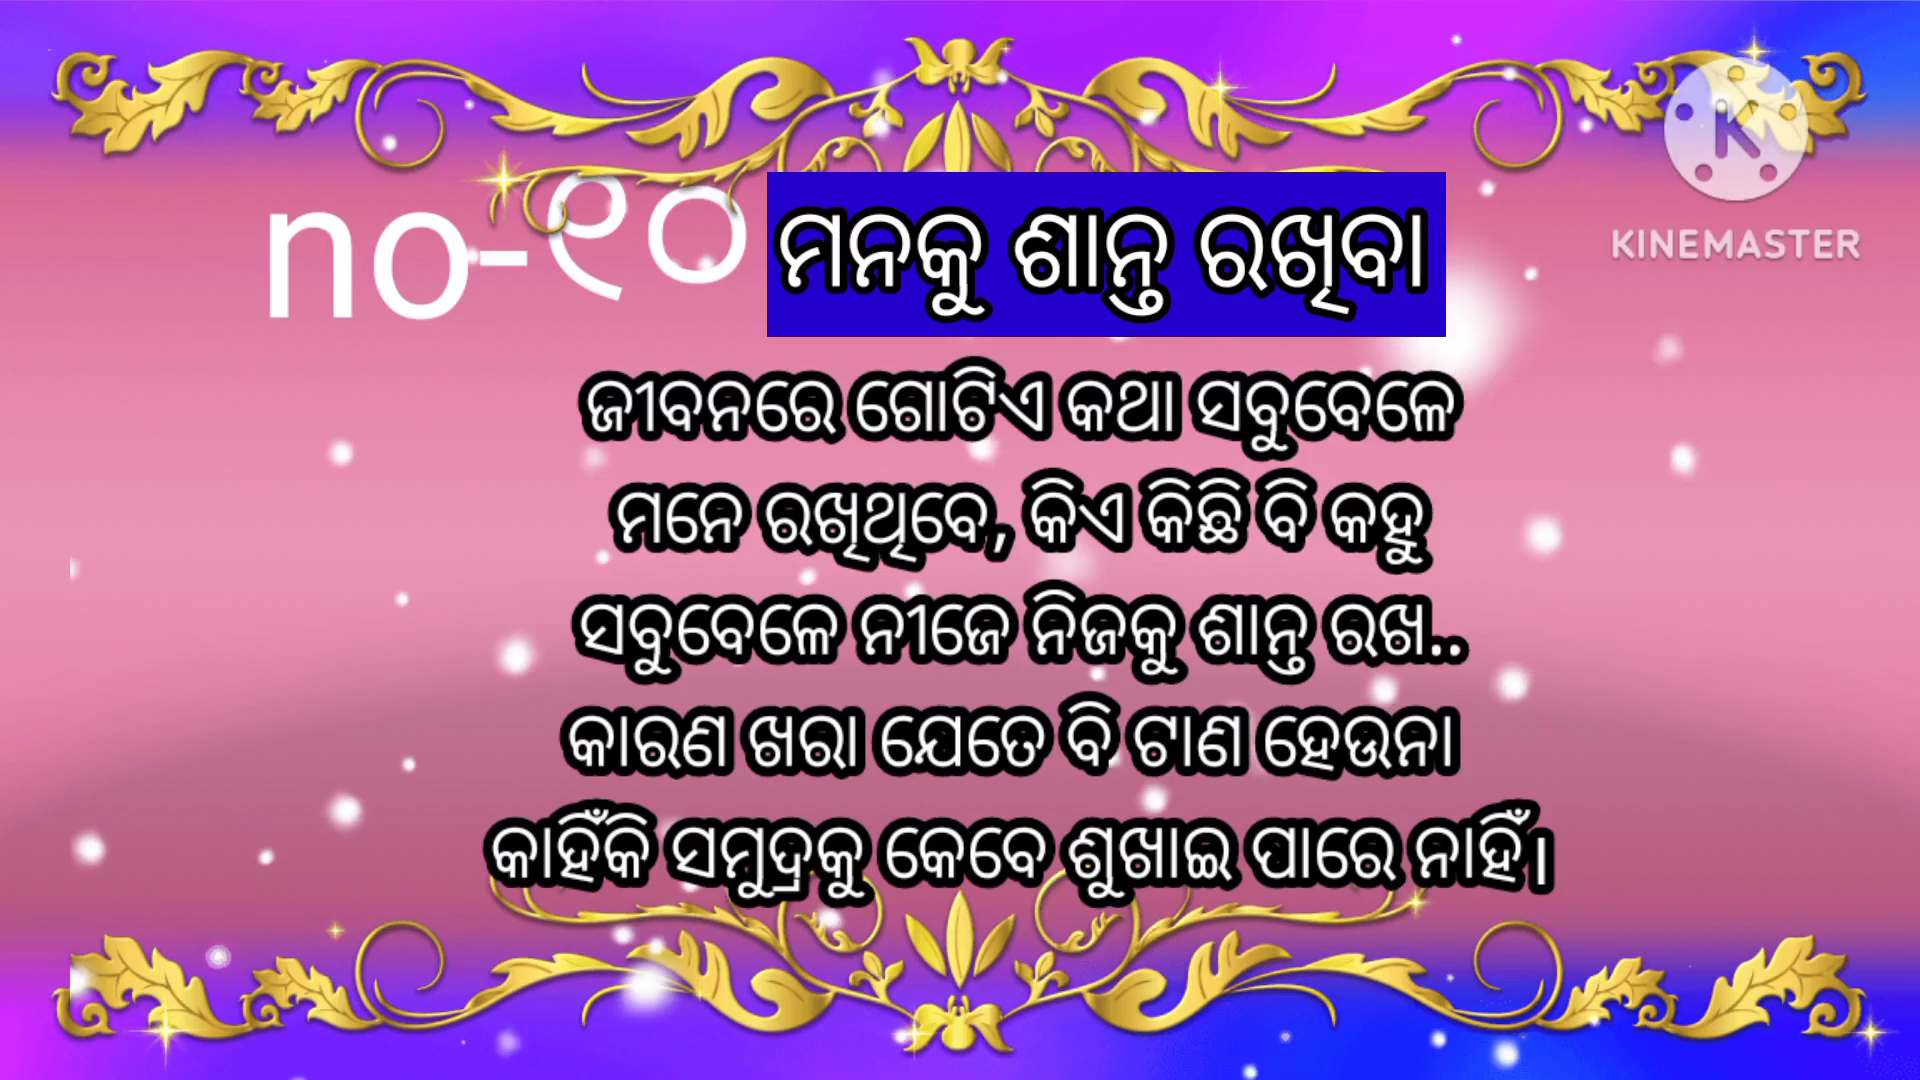 no-୧୦ ମନକୁ ଶାନ୍ତ ରଖିବା
KINEMASTER
ଜୀବନରେ ଗୋଟିଏ କଥା ସବୁବେଳେ
ମନେ ରଖିଥିବେ, କିଏ କିଛି ବି କହୁ
ସବୁବେଳେ ନୀଜେ ନିଜକୁ ଶାନ୍ତ ରଖ..
କାରଣ ଖରା ଯେତେ ବି ଟାଣ ହେଉନା
କାହିଁକି ସମୁଦ୍ରକୁ କେବେ ଶୁଖାଇ ପାରେ ନାହିଁ।